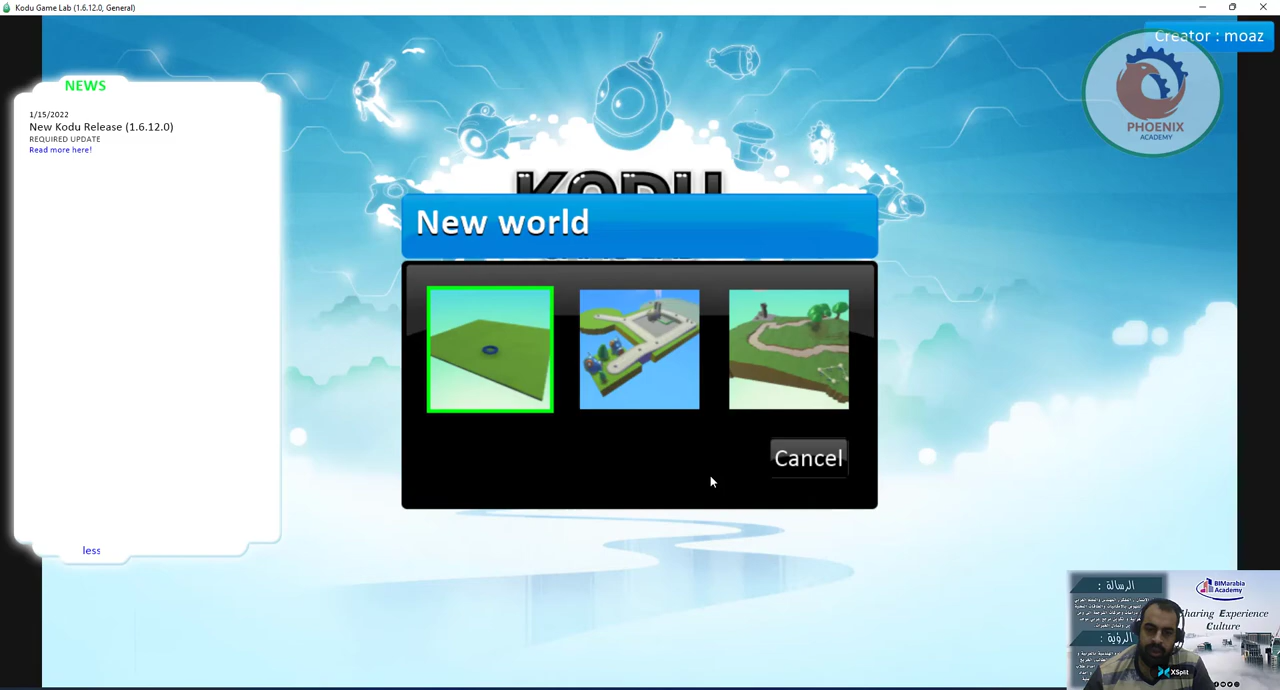 Kodu Game Lab (1.6.12.0, General)
Creator : moaz
PHOENIX
ACADEMY
NEWS
1/15/2022
New Kodu Release (1.6.12.0)
REQUIRED UPDATE
Read more here!
KODU
New world
Cancel
less
الرسالة :
BIMarabia
Academy
Sharing Experience
Culture
الرؤية :
XSplit